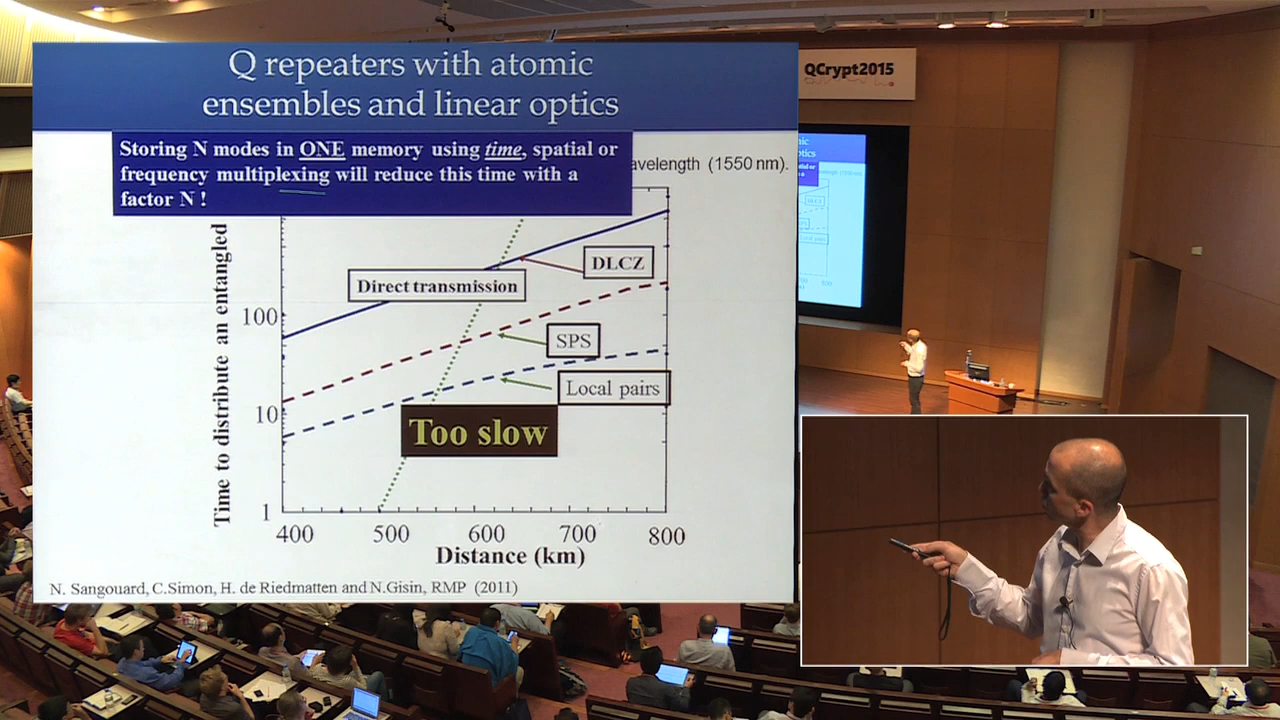 Q repeaters with atomic
ensembles and linear optics
QCrypt2015
Storing N modes in ONE memory using time, spatial or
frequency multiplexing will reduce this time with a
factor N !
avelength (1550 nm).
Time to distribute an entangled
DLCZ
Direct transmission
100
SPS
Local pairs
10
Too slow
1
400 500 600 700 800
Distance (km)
N. Sangouard, C.Simon, H. de Riedmatten and N.Gisin, RMP (2011)
DLCZ
Local pairs